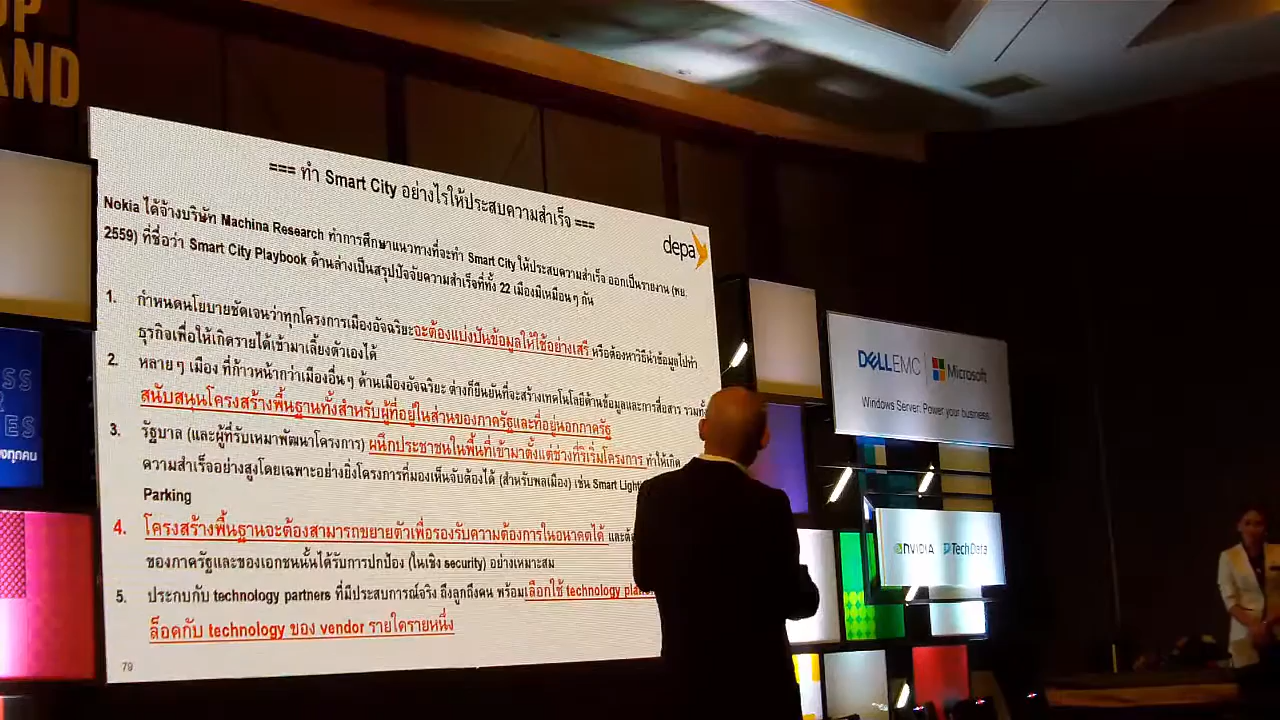 UP
AND
=== ทำ Smart City อย่างไรให้ประสบความสำเร็จ ===
depa
Nokia ได้จ้างบริษัท Machina Research ทำการศึกษาแนวทางที่จะทำ Smart City ให้ประสบความสำเร็จ ออกเป็นรายงาน (พย.
2559) ที่ชื่อว่า Smart City Playbook ด้านล่างเป็นสรุปปัจจัยความสำเร็จที่ทั้ง 22 เมืองมีเหมือนๆ กัน
1. กำหนดนโยบายชัดเจนว่าทุกโครงการเมืองอัจฉริยะจะต้องแบ่งปันข้อมูลให้ใช้อย่างเสรี หรือต้องหาวิธีนำข้อมูลไปทำ
ธุรกิจเพื่อให้เกิดรายได้เข้ามาเลี้ยงตัวเองได้
2. หลายๆ เมือง ที่ก้าวหน้ากว่าเมืองอื่นๆ ด้านเมืองอัจฉริยะ ต่างก็ยืนยันที่จะสร้างเทคโนโลยีด้านข้อมูลและการสื่อสาร รวมทั้ง
สนับสนุนโครงสร้างพื้นฐานทั้งสำหรับผู้ที่อยู่ในส่วนของภาครัฐและที่อยู่นอกภาครัฐ
3. รัฐบาล (และผู้ที่รับเหมาพัฒนาโครงการ) ผนึกประชาชนในพื้นที่เข้ามาตั้งแต่ช่วงที่ริเริ่มโครงการ ทำให้เกิด
ความสำเร็จอย่างสูงโดยเฉพาะอย่างยิ่งโครงการที่มองเห็นจับต้องได้ (สำหรับพลเมือง) เช่น Smart Light
Parking
4. โครงสร้างพื้นฐานจะต้องสามารถขยายตัวเพื่อรองรับความต้องการในอนาคตได้ และ
ของภาครัฐและของเอกชนนั้นได้รับการปกป้อง (ในเชิง security) อย่างเหมาะสม
5. ประกบกับ technology partners ที่มีประสบการณ์จริง ถึงลูกถึงคน พร้อมเลือกใช้ technology
ล็อคกับ technology ของ vendor รายใดรายหนึ่ง
79
DELL EMC | Microsoft
Windows Server: Power your business.
NVIDIA Tech Data
SS
ES
งทุกคน